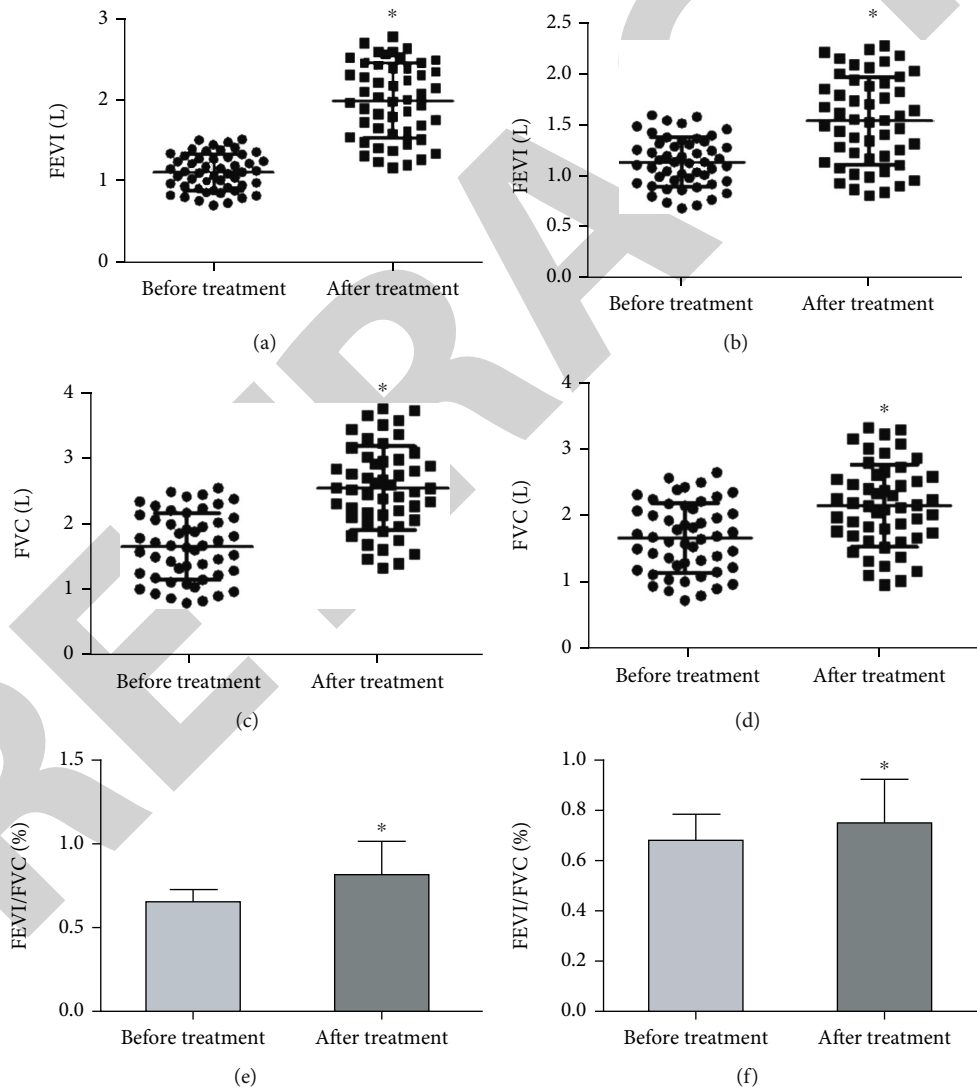 *
3
2
1
0
FEVI (L)
Before treatment
After treatment
(a)
*
2.5
2.0
1.5
1.0
0.5
0.0
FEVI (L)
Before treatment
After treatment
(b)
*
4
3
2
1
0
FVC (L)
Before treatment
After treatment
(c)
*
4
3
2
1
0
FVC (L)
Before treatment
After treatment
(d)
*
1.5
1.0
0.5
0.0
FEVI/FVC (%)
Before treatment
After treatment
(e)
*
1.0
0.8
0.6
0.4
0.2
0.0
FEVI/FVC (%)
Before treatment
After treatment
(f)